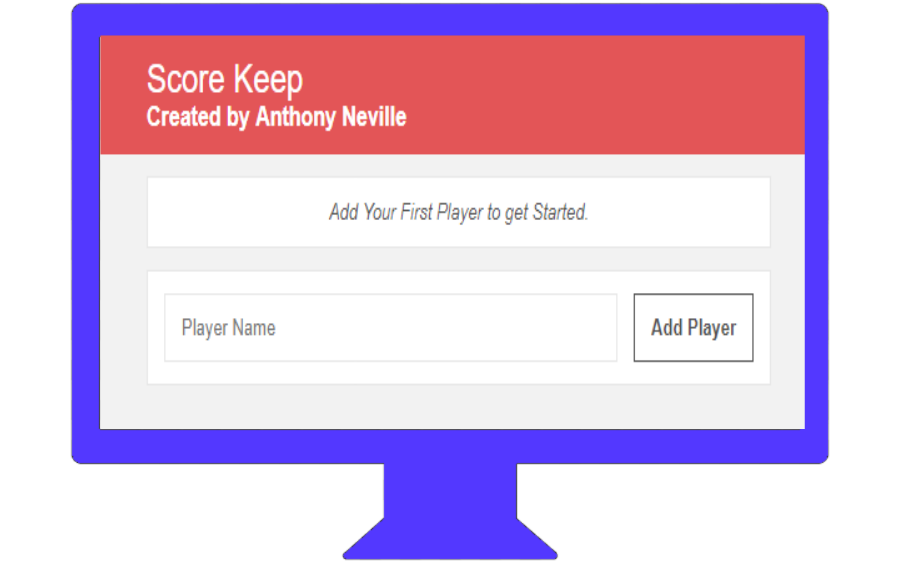 Score Keep
Created by Anthony Neville
Add Your First Player to get Started.
Player Name
Add Player